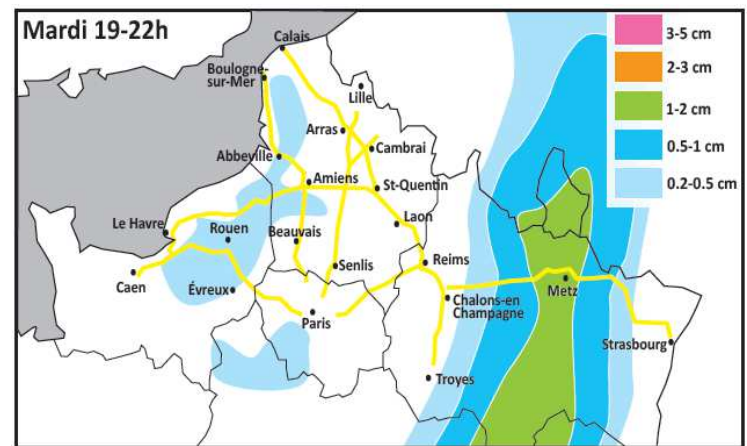 Mardi 19-22h
Calais
Boulogne-
sur-Mer
Lille
Arras
Cambrai
Abbeville
Amiens
St-Quentin
Le Havre
Rouen
Beauvais
Laon
Caen
Évreux
Senlis
Reims
Paris
Chalons-en
Champagne
Metz
Strasbourg
Troyes
3-5 cm
2-3 cm
1-2 cm
0.5-1 cm
0.2-0.5 cm